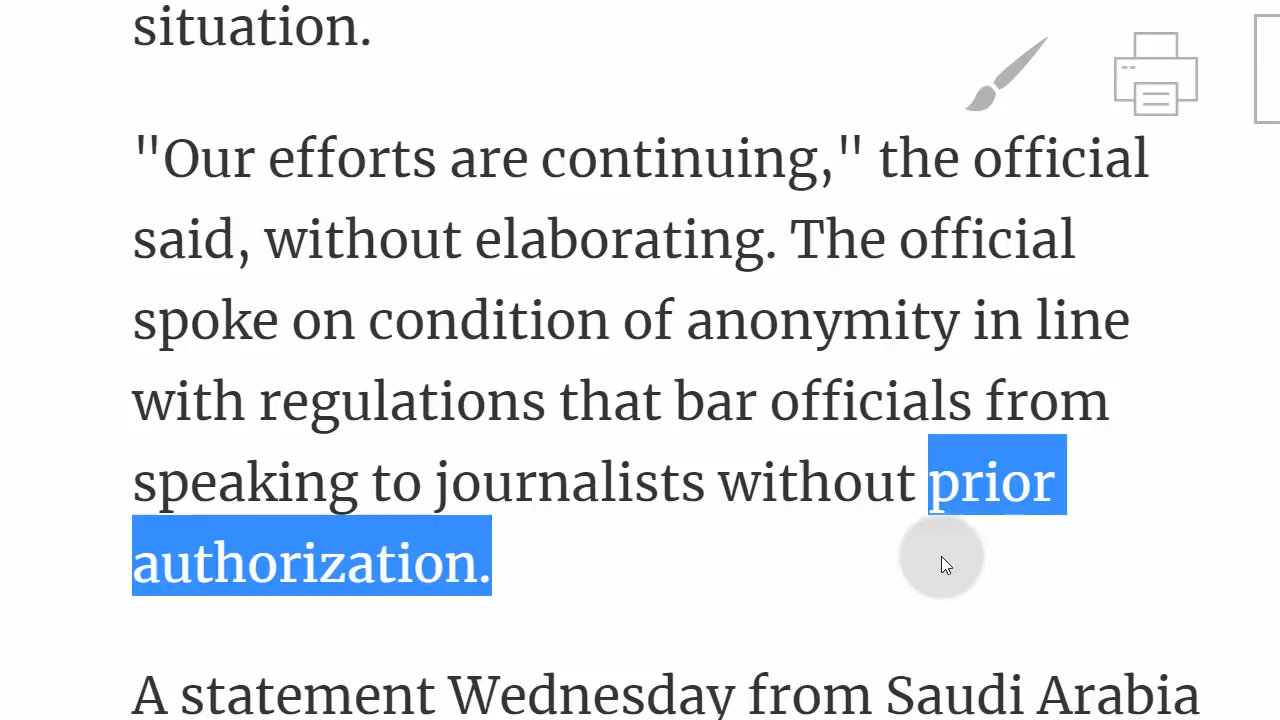 situation.
"Our efforts are continuing," the official
said, without elaborating. The official
spoke on condition of anonymity in line
with regulations that bar officials from
speaking to journalists without prior
authorization.
A statement Wednesday from Saudi Arabia